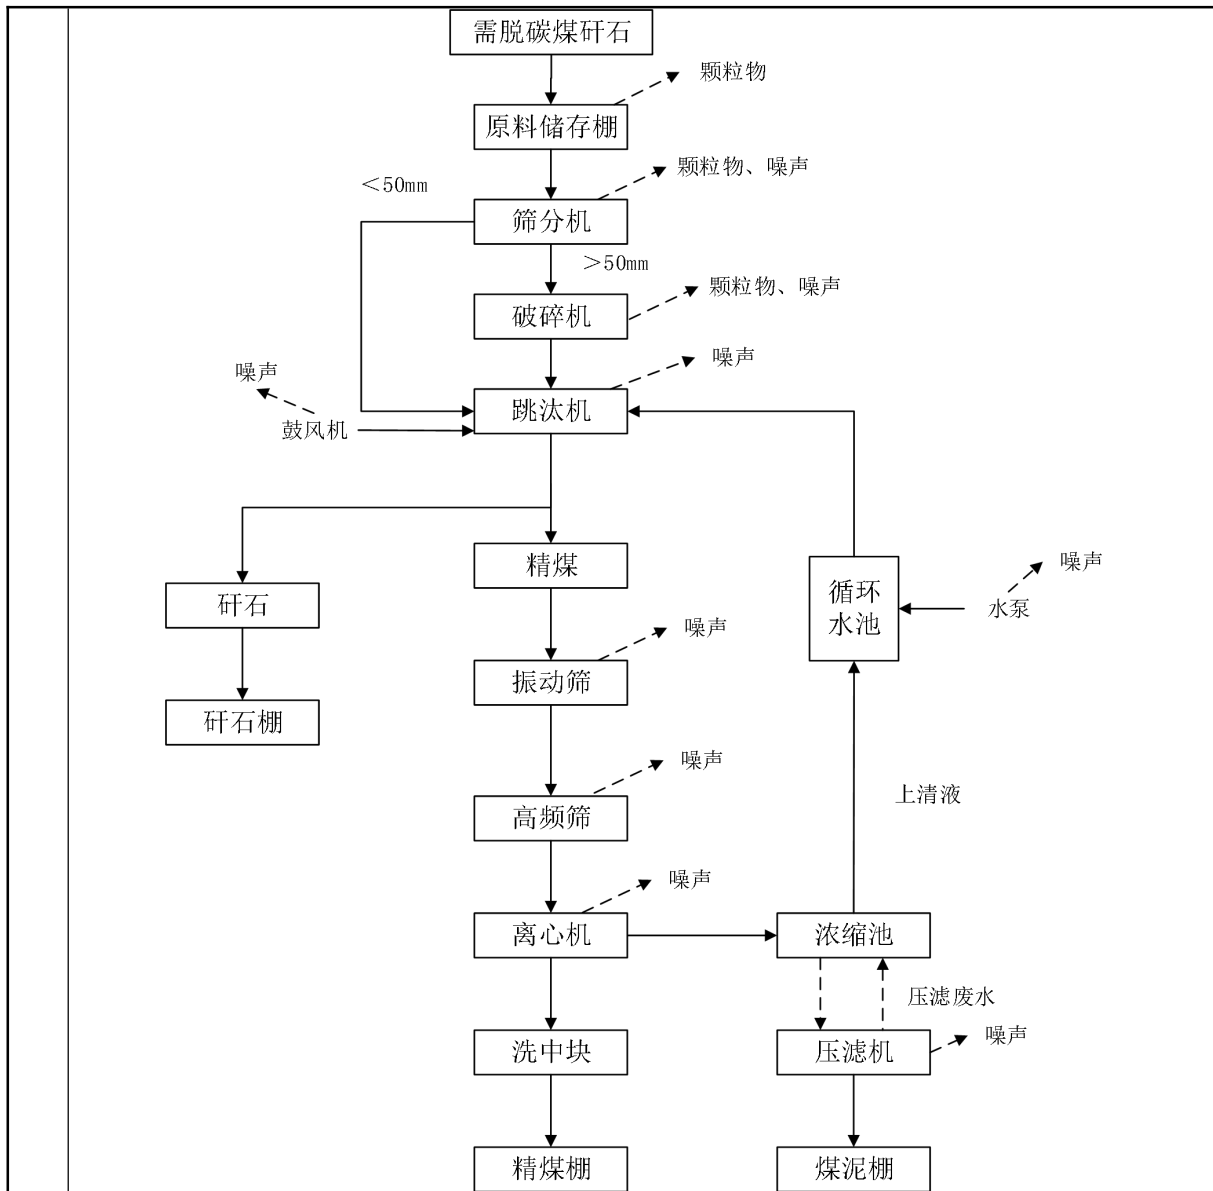 需脱碳煤矸石
颗粒物
原料储存棚
颗粒物、噪声
<50mm
筛分机
>50mm
颗粒物、噪声
破碎机
噪声
噪声
跳汰机
鼓风机
精煤
噪声
循环
水池
矸石
水泵
噪声
振动筛
矸石棚
噪声
上清液
高频筛
噪声
离心机
浓缩池
压滤废水
噪声
洗中块
压滤机
精煤棚
煤泥棚